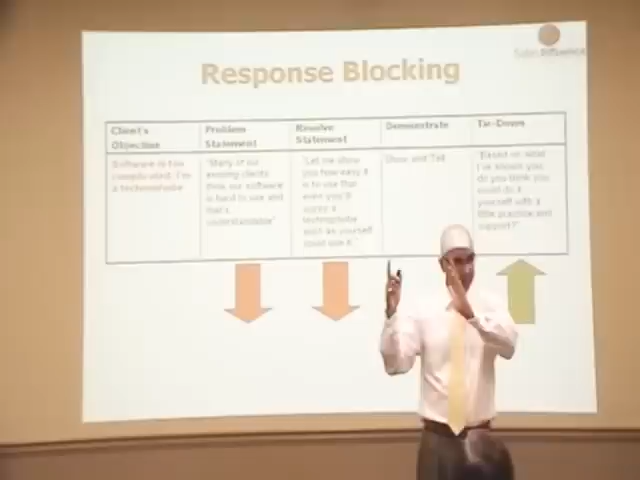 Sales Influence
Response Blocking
Client's
Objection
Problem
Statement
Resolve
Statement
Demonstrate
Tie-Down
Software is too
complicated. I'm
a technophobe
"Many of our
existing clients
think our software
is hard to use and
that's
understandable"
"Let me show
you how easy it
is to use that
even you'll
a technophobe
such as yourself
could use it."
Show and Tell
"Based on what
I've shown you,
do you think you
could do it
yourself with a
little practice and
support?"